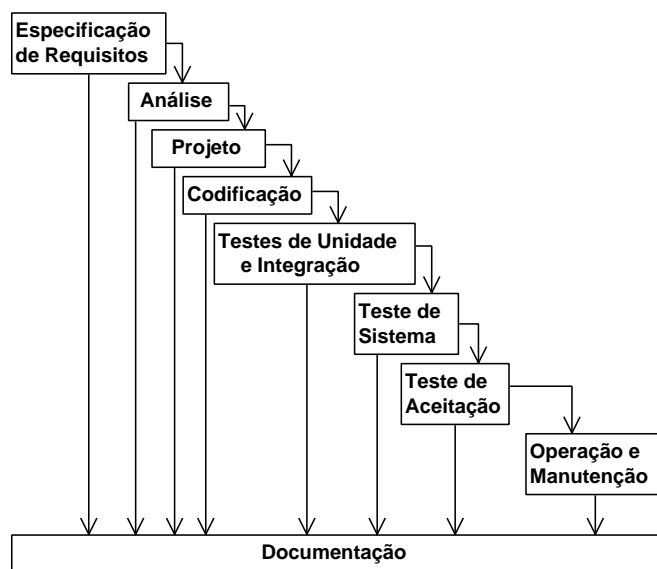 Especificação
de Requisitos
Análise
Projeto
Codificação
Testes de Unidade
e Integração
Teste de
Sistema
Teste de
Aceitação
Operação e
Manutenção
Documentação